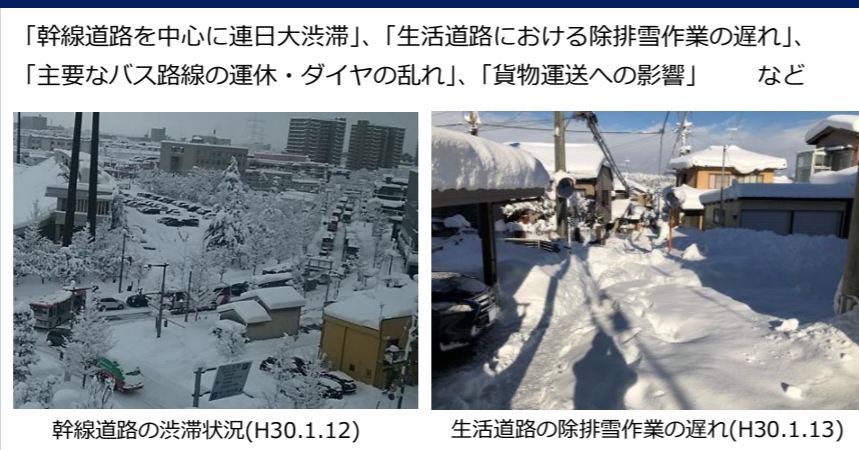 「幹線道路を中心に連日大渋滞」、「生活道路における除排雪作業の遅れ」、
「主要なバス路線の運休・ダイヤの乱れ」、「貨物運送への影響」　　など
幹線道路の渋滞状況(H30.1.12)
生活道路の除排雪作業の遅れ(H30.1.13)